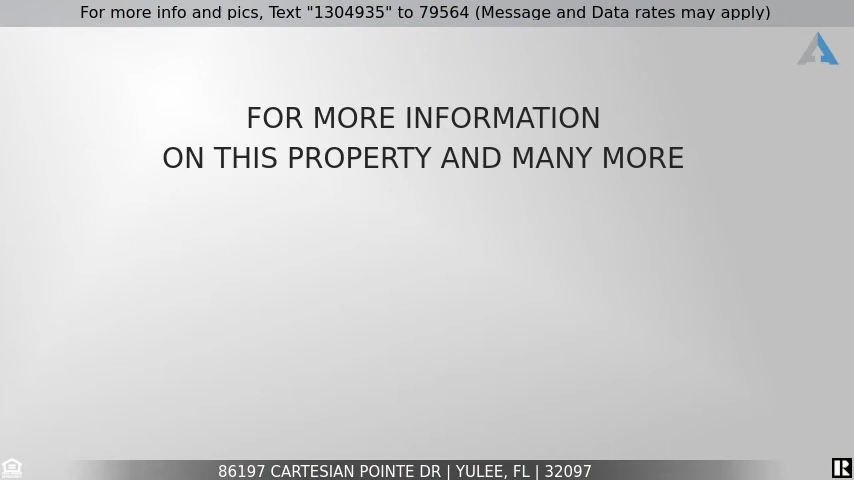 For more info and pics, Text "1304935" to 79564 (Message and Data rates may apply)
FOR MORE INFORMATION
ON THIS PROPERTY AND MANY MORE
86197 CARTESIAN POINTE DR | YULEE, FL | 32097